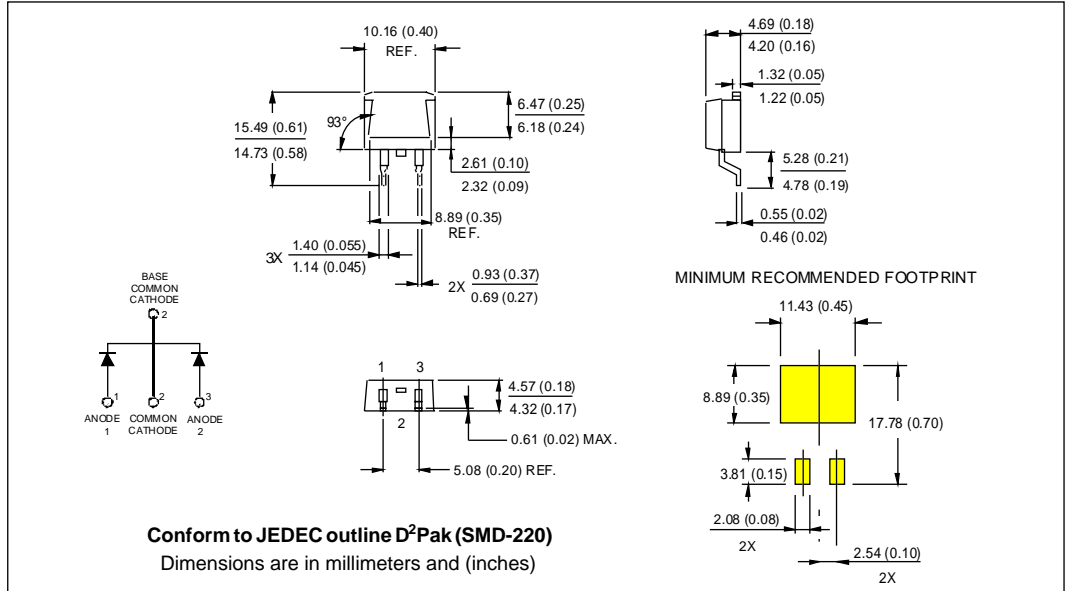 10.16 (0.40)
REF.
15.49 (0.61)
14.73 (0.58)
93°
6.47 (0.25)
6.18 (0.24)
2.61 (0.10)
2.32 (0.09)
8.89 (0.35)
REF.
3X
1.40 (0.055)
1.14 (0.045)
2X
0.93 (0.37)
0.69 (0.27)
4.69 (0.18)
4.20 (0.16)
1.32 (0.05)
1.22 (0.05)
5.28 (0.21)
4.78 (0.19)
0.55 (0.02)
0.46 (0.02)
BASE
COMMON
CATHODE
2
1
2
3
ANODE
1
COMMON
CATHODE
ANODE
2
1
3
2
4.57 (0.18)
4.32 (0.17)
0.61 (0.02) MAX.
5.08 (0.20) REF.
MINIMUM RECOMMENDED FOOTPRINT
11.43 (0.45)
8.89 (0.35)
17.78 (0.70)
3.81 (0.15)
2.08 (0.08)
2X
2.54 (0.10)
2X
Conform to JEDEC outline D²Pak (SMD-220)
Dimensions are in millimeters and (inches)